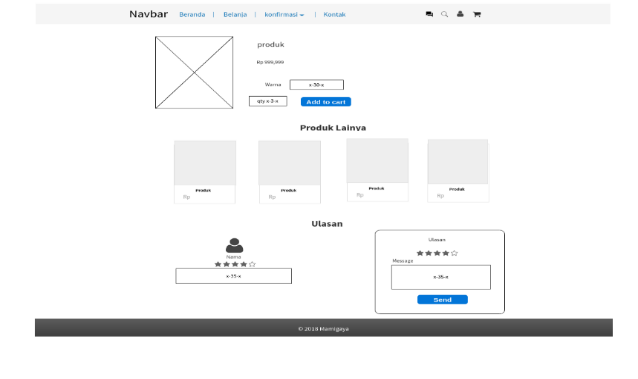 Navbar Beranda | Belanja | konfirmasi | Kontak
produk
Rp 999,999
Warna x-30-x
qty x-3-x Add to cart
Produk Lainya
Produk Produk Produk Produk
Rp Rp Rp Rp
Ulasan
Nama
x-35-x
Ulasan
Message
x-35-x
Send
© 2018 Mamigaya